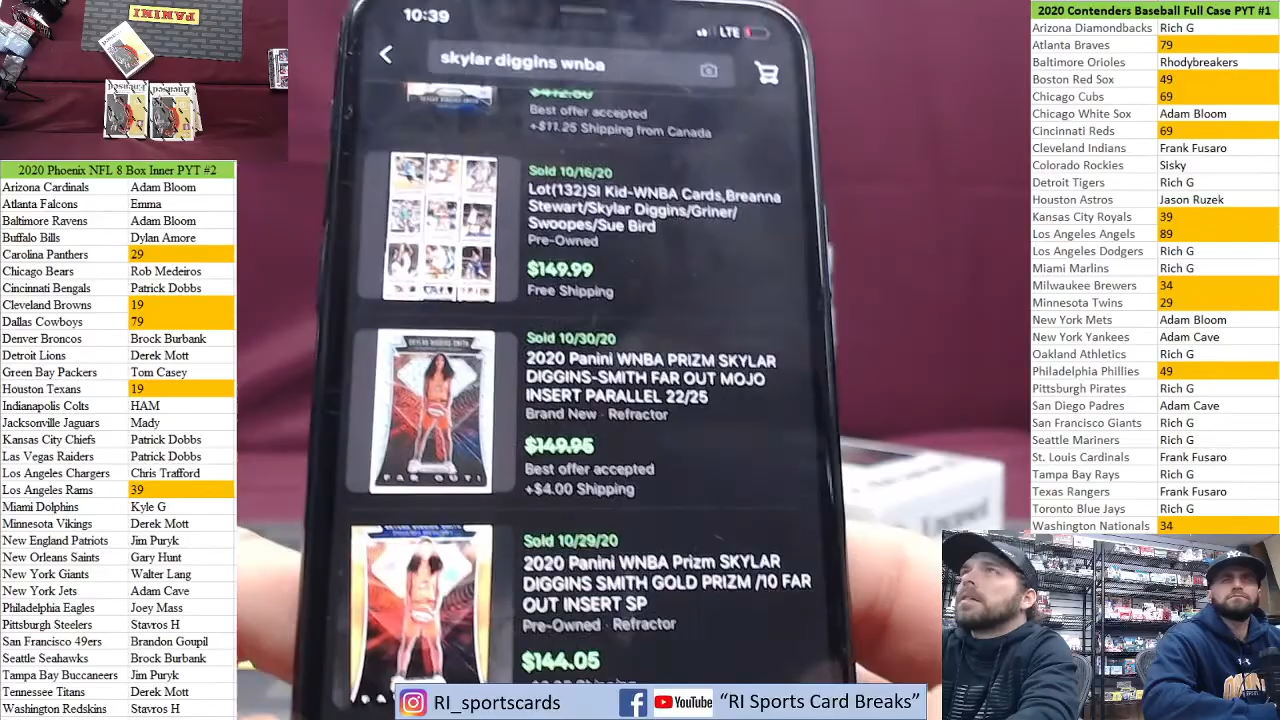 PANINI
2020 Phoenix NFL 8 Box Inner PYT #2
Arizona Cardinals Adam Bloom
Atlanta Falcons Emma
Baltimore Ravens Adam Bloom
Buffalo Bills Dylan Amore
Carolina Panthers 29
Chicago Bears Rob Medeiros
Cincinnati Bengals Patrick Dobbs
Cleveland Browns 19
Dallas Cowboys 79
Denver Broncos Brock Burbank
Detroit Lions Derek Mott
Green Bay Packers Tom Casey
Houston Texans 19
Indianapolis Colts HAM
Jacksonville Jaguars Mady
Kansas City Chiefs Patrick Dobbs
Las Vegas Raiders Patrick Dobbs
Los Angeles Chargers Chris Trafford
Los Angeles Rams 39
Miami Dolphins Kyle G
Minnesota Vikings Derek Mott
New England Patriots Jim Puryk
New Orleans Saints Gary Hunt
New York Giants Walter Lang
New York Jets Adam Cave
Philadelphia Eagles Joey Mass
Pittsburgh Steelers Stavros H
San Francisco 49ers Brandon Goupil
Seattle Seahawks Brock Burbank
Tampa Bay Buccaneers Jim Puryk
Tennessee Titans Derek Mott
Washington Redskins Stavros H
10:39
LTE
skylar diggins wnba
$412.50
Best offer accepted
+$11.25 Shipping from Canada
Sold 10/16/20
Lot(132)SI Kid-WNBA Cards,Breanna
Stewart/Skylar Diggins/Griner/
Swoopes/Sue Bird
Pre-Owned
$149.99
Free Shipping
Sold 10/30/20
2020 Panini WNBA PRIZM SKYLAR
DIGGINS-SMITH FAR OUT MOJO
INSERT PARALLEL 22/25
Brand New · Refractor
$149.95
Best offer accepted
+$4.00 Shipping
FAR OUT!
Sold 10/29/20
2020 Panini WNBA Prizm SKYLAR
DIGGINS SMITH GOLD PRIZM /10 FAR
OUT INSERT SP
Pre-Owned · Refractor
$144.05
RI_sportscards
YouTube
"RI Sports Card Breaks"
2020 Contenders Baseball Full Case PYT #1
Arizona Diamondbacks Rich G
Atlanta Braves 79
Baltimore Orioles Rhodybreakers
Boston Red Sox 49
Chicago Cubs 69
Chicago White Sox Adam Bloom
Cincinnati Reds 69
Cleveland Indians Frank Fusaro
Colorado Rockies Sisky
Detroit Tigers Rich G
Houston Astros Jason Ruzek
Kansas City Royals 39
Los Angeles Angels 89
Los Angeles Dodgers Rich G
Miami Marlins Rich G
Milwaukee Brewers 34
Minnesota Twins 29
New York Mets Adam Bloom
New York Yankees Adam Cave
Oakland Athletics Rich G
Philadelphia Phillies 49
Pittsburgh Pirates Rich G
San Diego Padres Adam Cave
San Francisco Giants Rich G
Seattle Mariners Rich G
St. Louis Cardinals Frank Fusaro
Tampa Bay Rays Rich G
Texas Rangers Frank Fusaro
Toronto Blue Jays Rich G
Washington Nationals 34